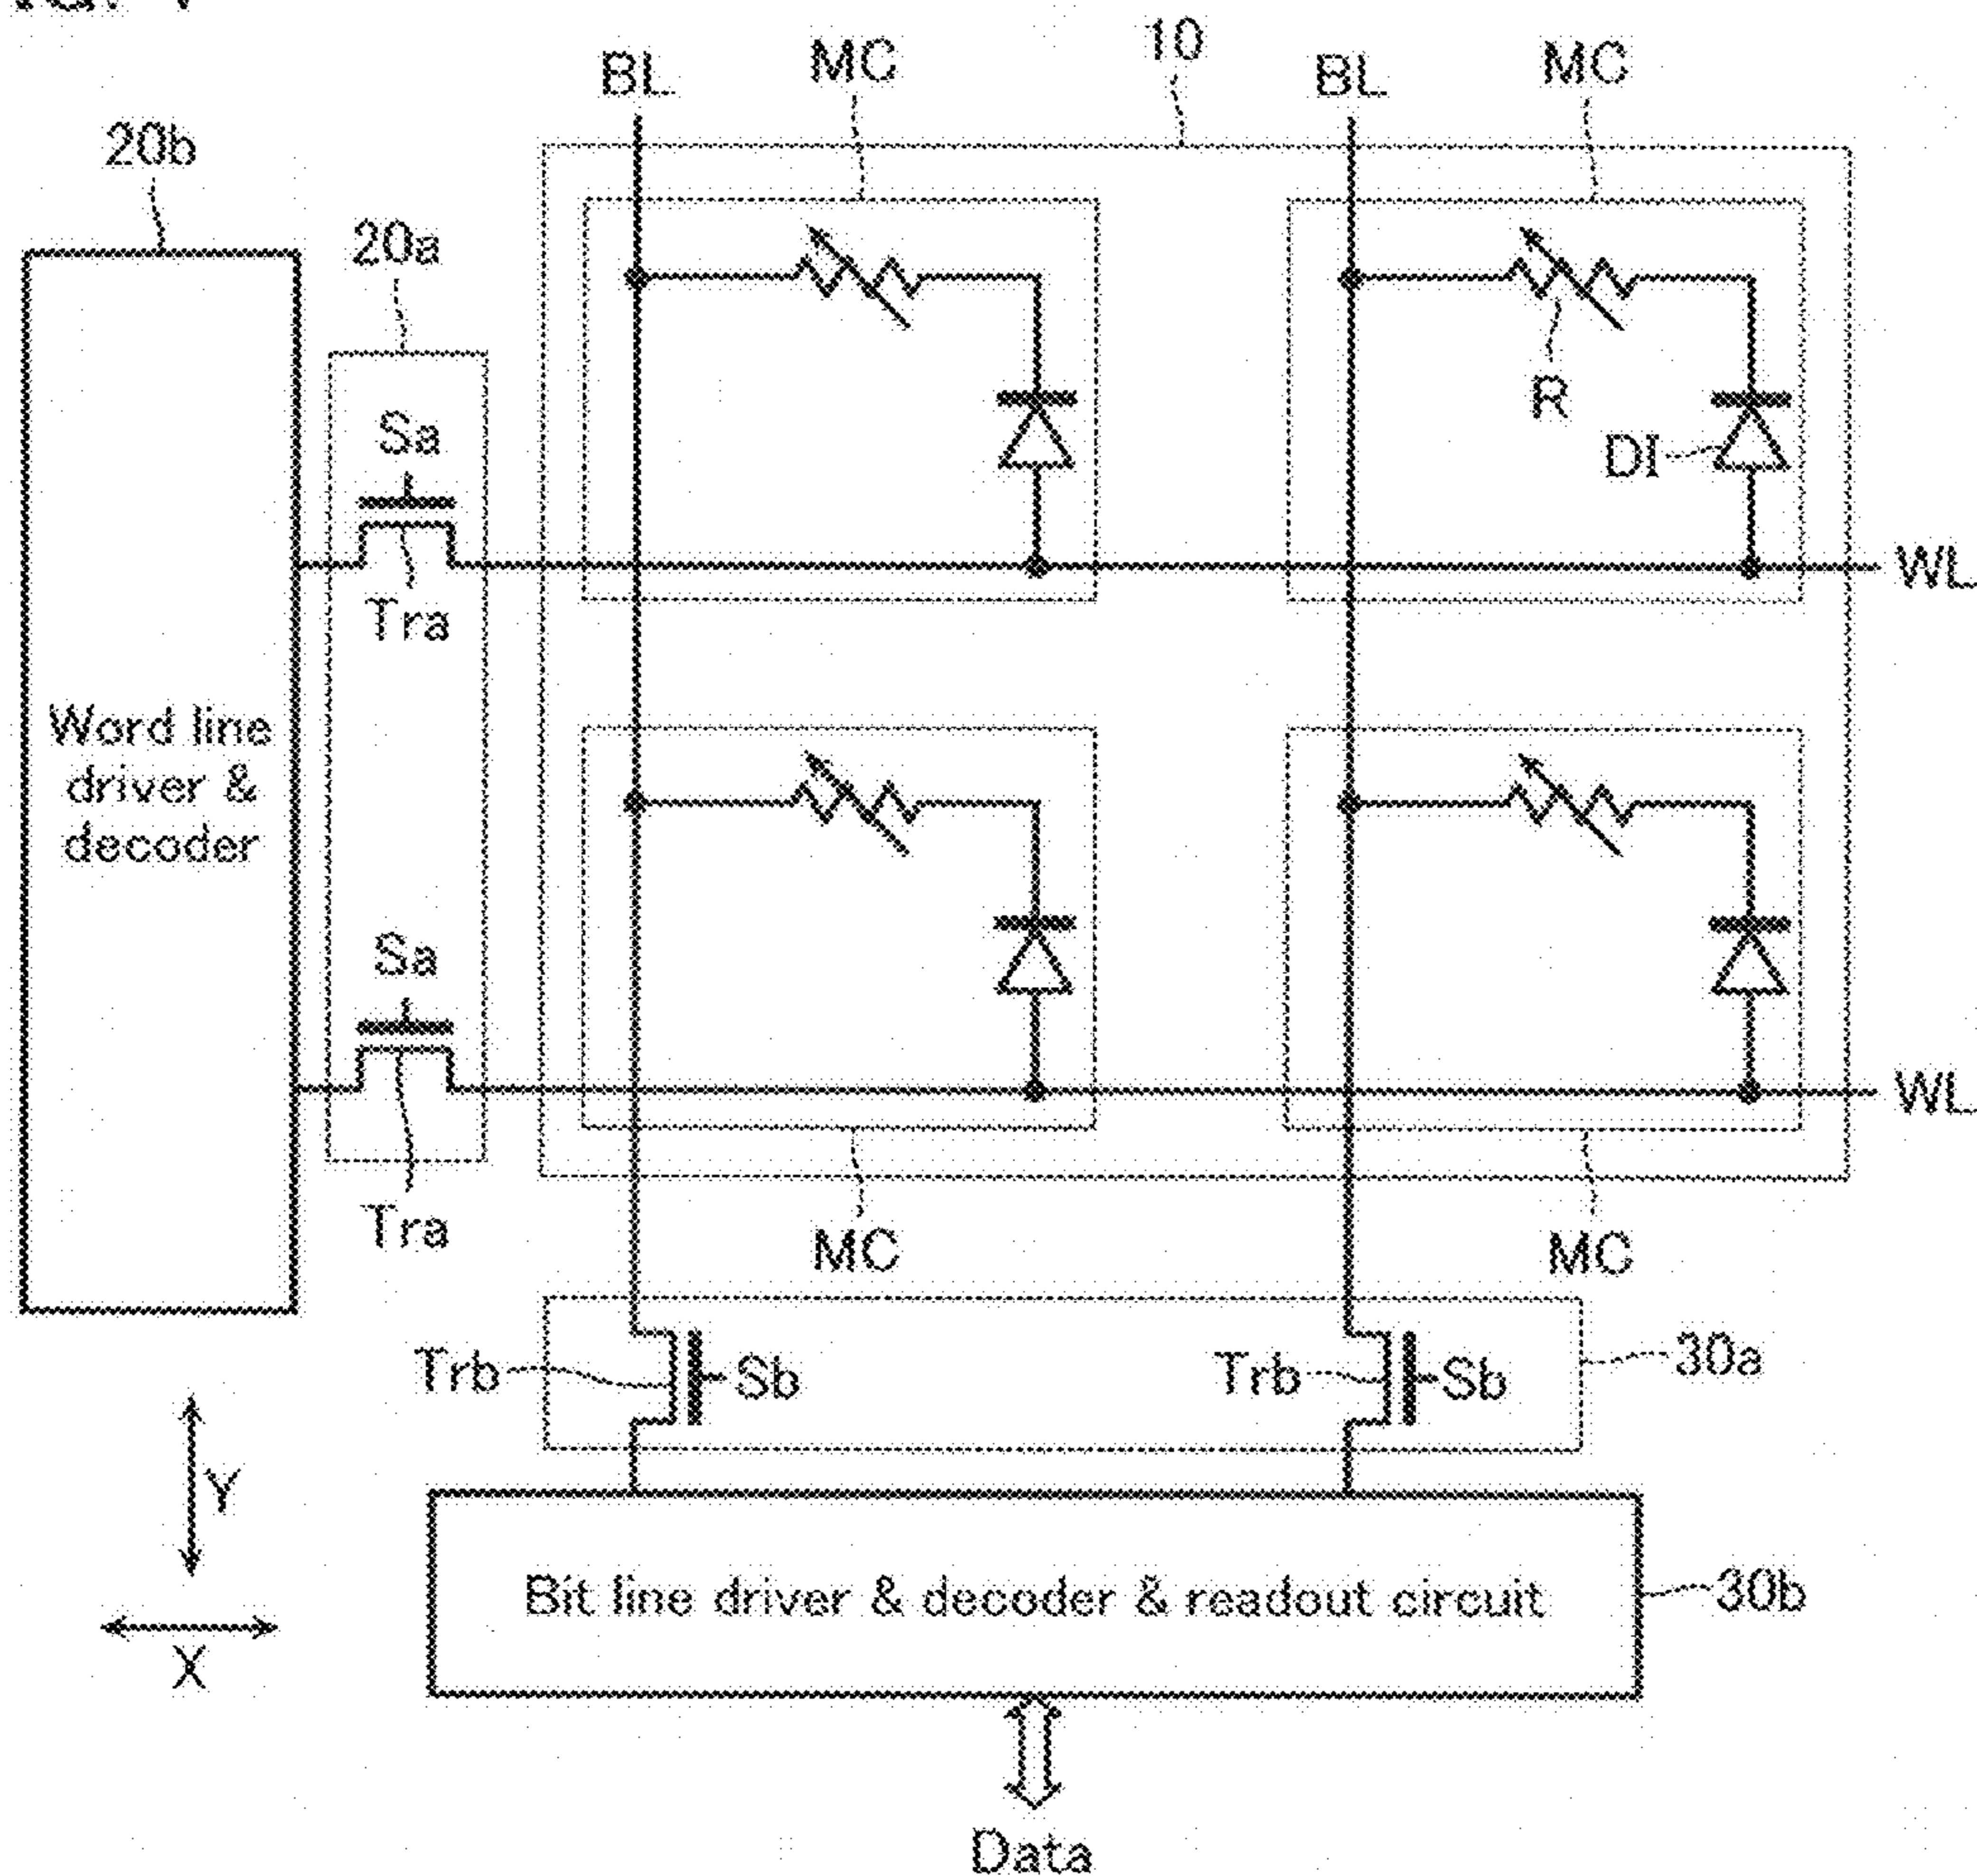 10
BL
MC
BL
MC
20b
20a
Sa
R
DI
WL
Tra
Word line
driver &
decoder
Sa
WL
Tra
MC
MC
Trb
Sb
Trb
Sb
30a
Y
X
Bit line driver & decoder & readout circuit
30b
Data